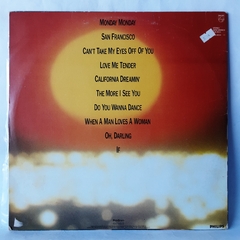 MONDAY MONDAY
SAN FRANCISCO
CAN'T TAKE MY EYES OFF OF YOU
LOVE ME TENDER
CALIFORNIA DREAMIN'
THE MORE I SEE YOU
DO YOU WANNA DANCE
WHEN A MAN LOVES A WOMAN
OH, DARLING
IF
PHILIPS